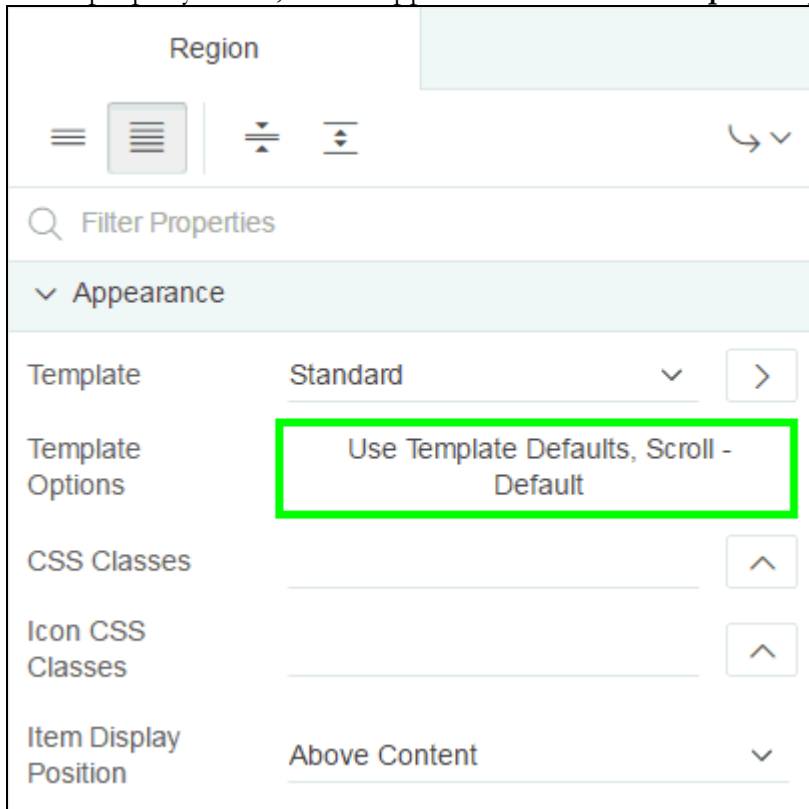 Region
Filter Properties
Appearance
Template Standard
Template Use Template Defaults, Scroll -
Options Default
CSS Classes
Icon CSS
Classes
Item Display
Position Above Content